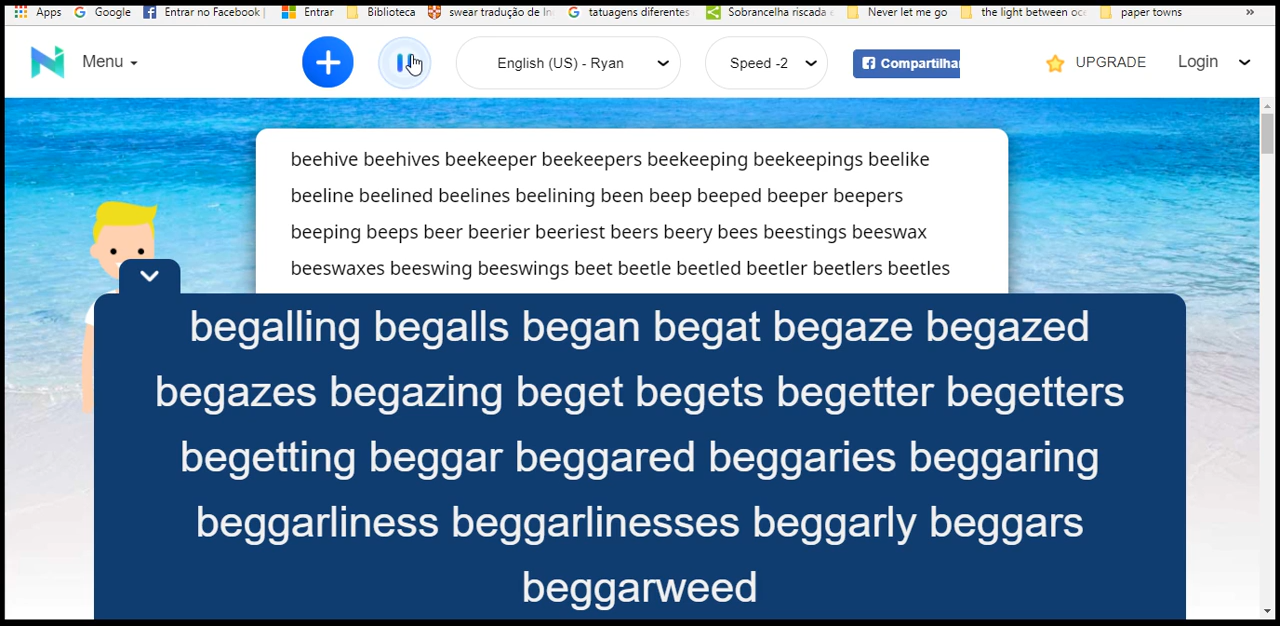 Apps Google Entrar no Facebook | Entrar Biblioteca swear tradução de In tatuagens diferentes Sobrancelha riscada Never let me go the light between oce paper towns »
Menu English (US) - Ryan Speed -2 Compartilhar UPGRADE Login
beehive beehives beekeeper beekeepers beekeeping beekeepings beelike
beeline beelined beelines beelining been beep beeped beeper beepers
beeping beeps beer beerier beeriest beers beery bees beestings beeswax
beeswaxes beeswing beeswings beet beetle beetled beetler beetlers beetles
begalling begalls began begat begaze begazed
begazes begazing beget begets begetter begetters
begetting beggar beggared beggaries beggaring
beggarliness beggarlinesses beggarly beggars
beggarweed